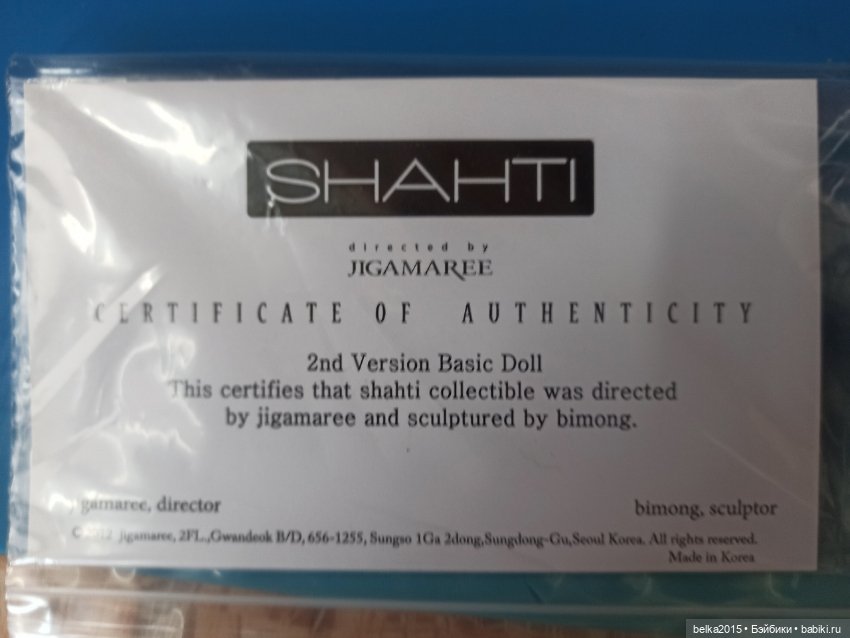 SHAHTI
directed by
JIGAMAREE
CERTIFICATE OF AUTHENTICITY
2nd Version Basic Doll
This certifies that shahti collectible was directed
by jigamaree and sculptured by bimong.
jigamaree, director
bimong, sculptor
© jigamaree, 2FL.,Gwandeok B/D, 656-1255, Sungso 1Ga 2dong,Sungdong-Gu,Seoul Korea. All rights reserved.
Made in Korea
belka2015 • Бэйбики • babiki.ru